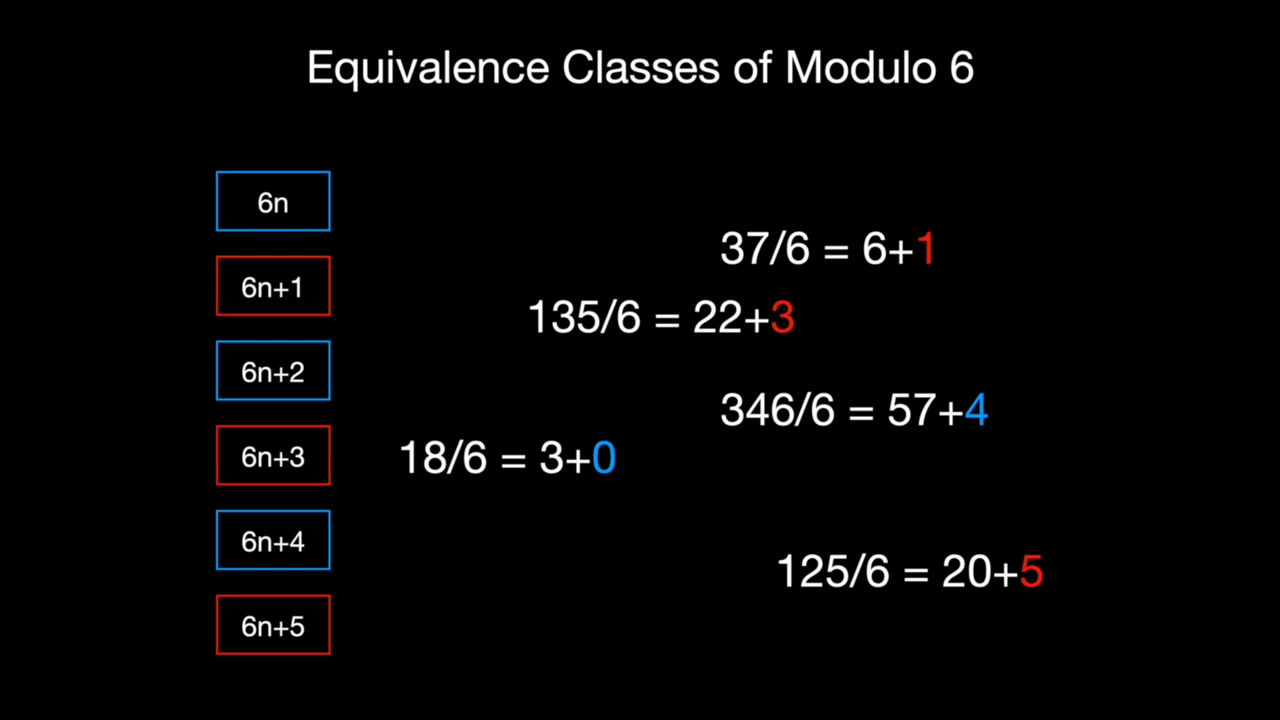 Equivalence Classes of Modulo 6
6n
6n+1
6n+2
6n+3
6n+4
6n+5
37/6 = 6+1
135/6 = 22+3
346/6 = 57+4
18/6 = 3+0
125/6 = 20+5